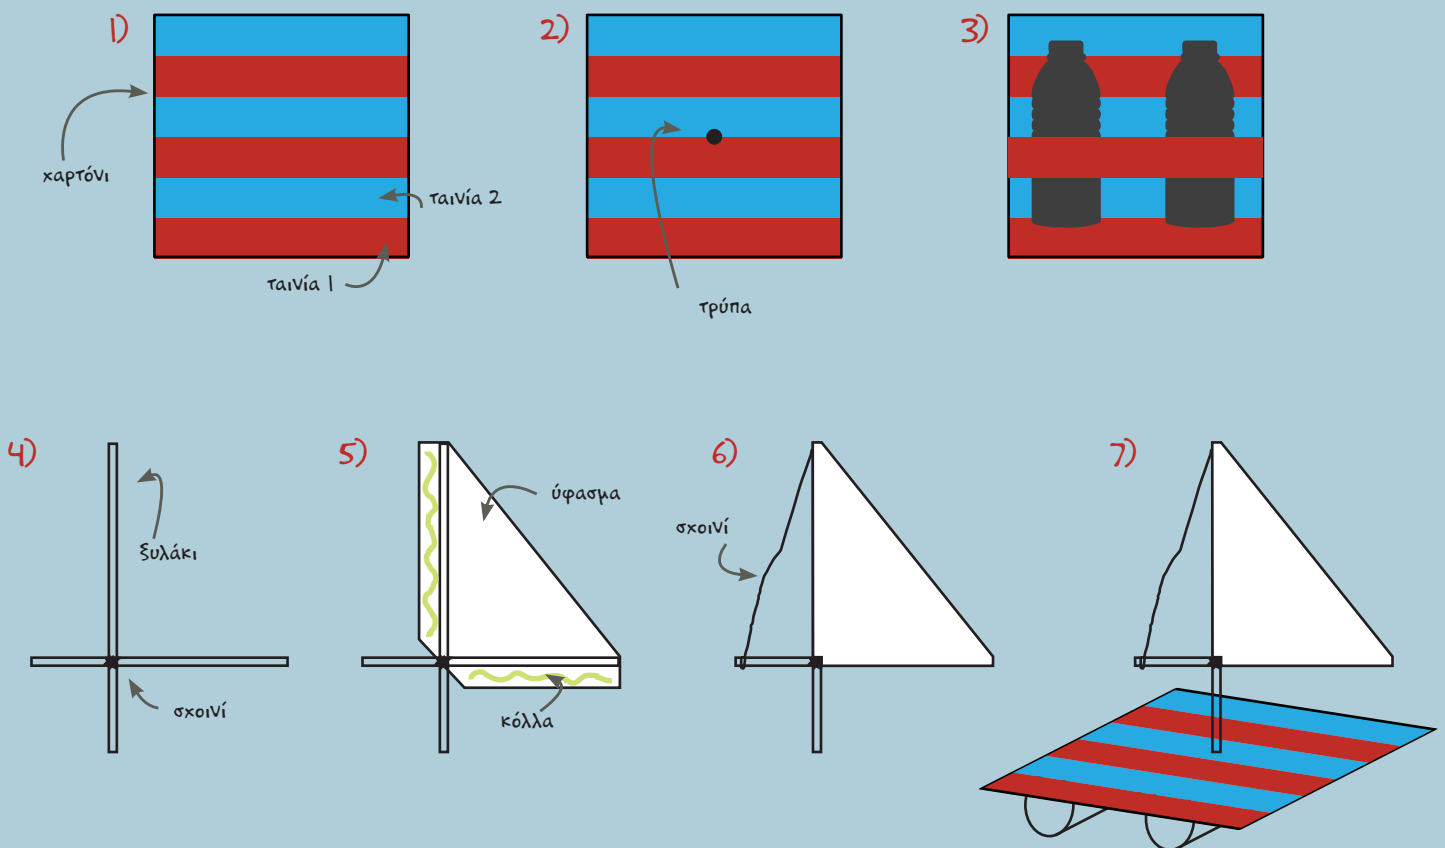 1)
χαρτόνι
ταινία 2
ταινία 1
2)
τρύπα
3)
4)
ξυλάκι
σχοινί
5)
ύφασμα
κόλλα
6)
σχοινί
7)